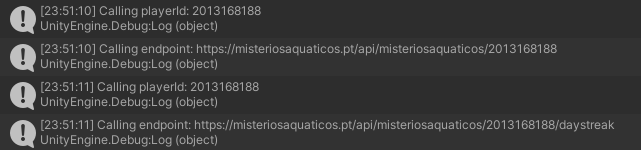 [23:51:10] Calling playerId: 2013168188
UnityEngine.Debug:Log (object)
[23:51:10] Calling endpoint: https://misteriosaquaticos.pt/api/misteriosaquaticos/2013168188
UnityEngine.Debug:Log (object)
[23:51:11] Calling playerId: 2013168188
UnityEngine.Debug:Log (object)
[23:51:11] Calling endpoint: https://misteriosaquaticos.pt/api/misteriosaquaticos/2013168188/daystreak
UnityEngine.Debug:Log (object)